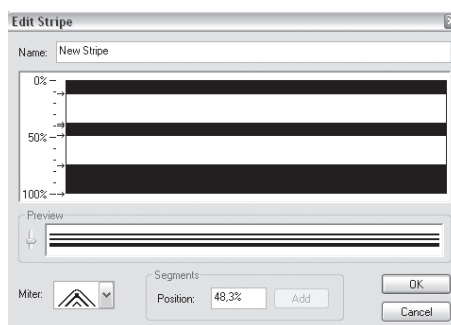 Edit Stripe
Name: New Stripe
0%
50%
100%
Preview
Miter:
Segments
Position: 48,3% Add
OK
Cancel